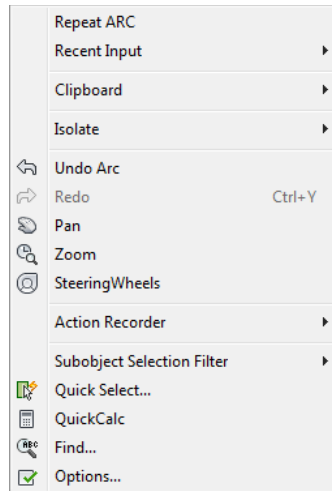 Repeat ARC
Recent Input
Clipboard
Isolate
Undo Arc
Redo Ctrl+Y
Pan
Zoom
SteeringWheels
Action Recorder
Subobject Selection Filter
Quick Select...
QuickCalc
ABC Find...
Options...